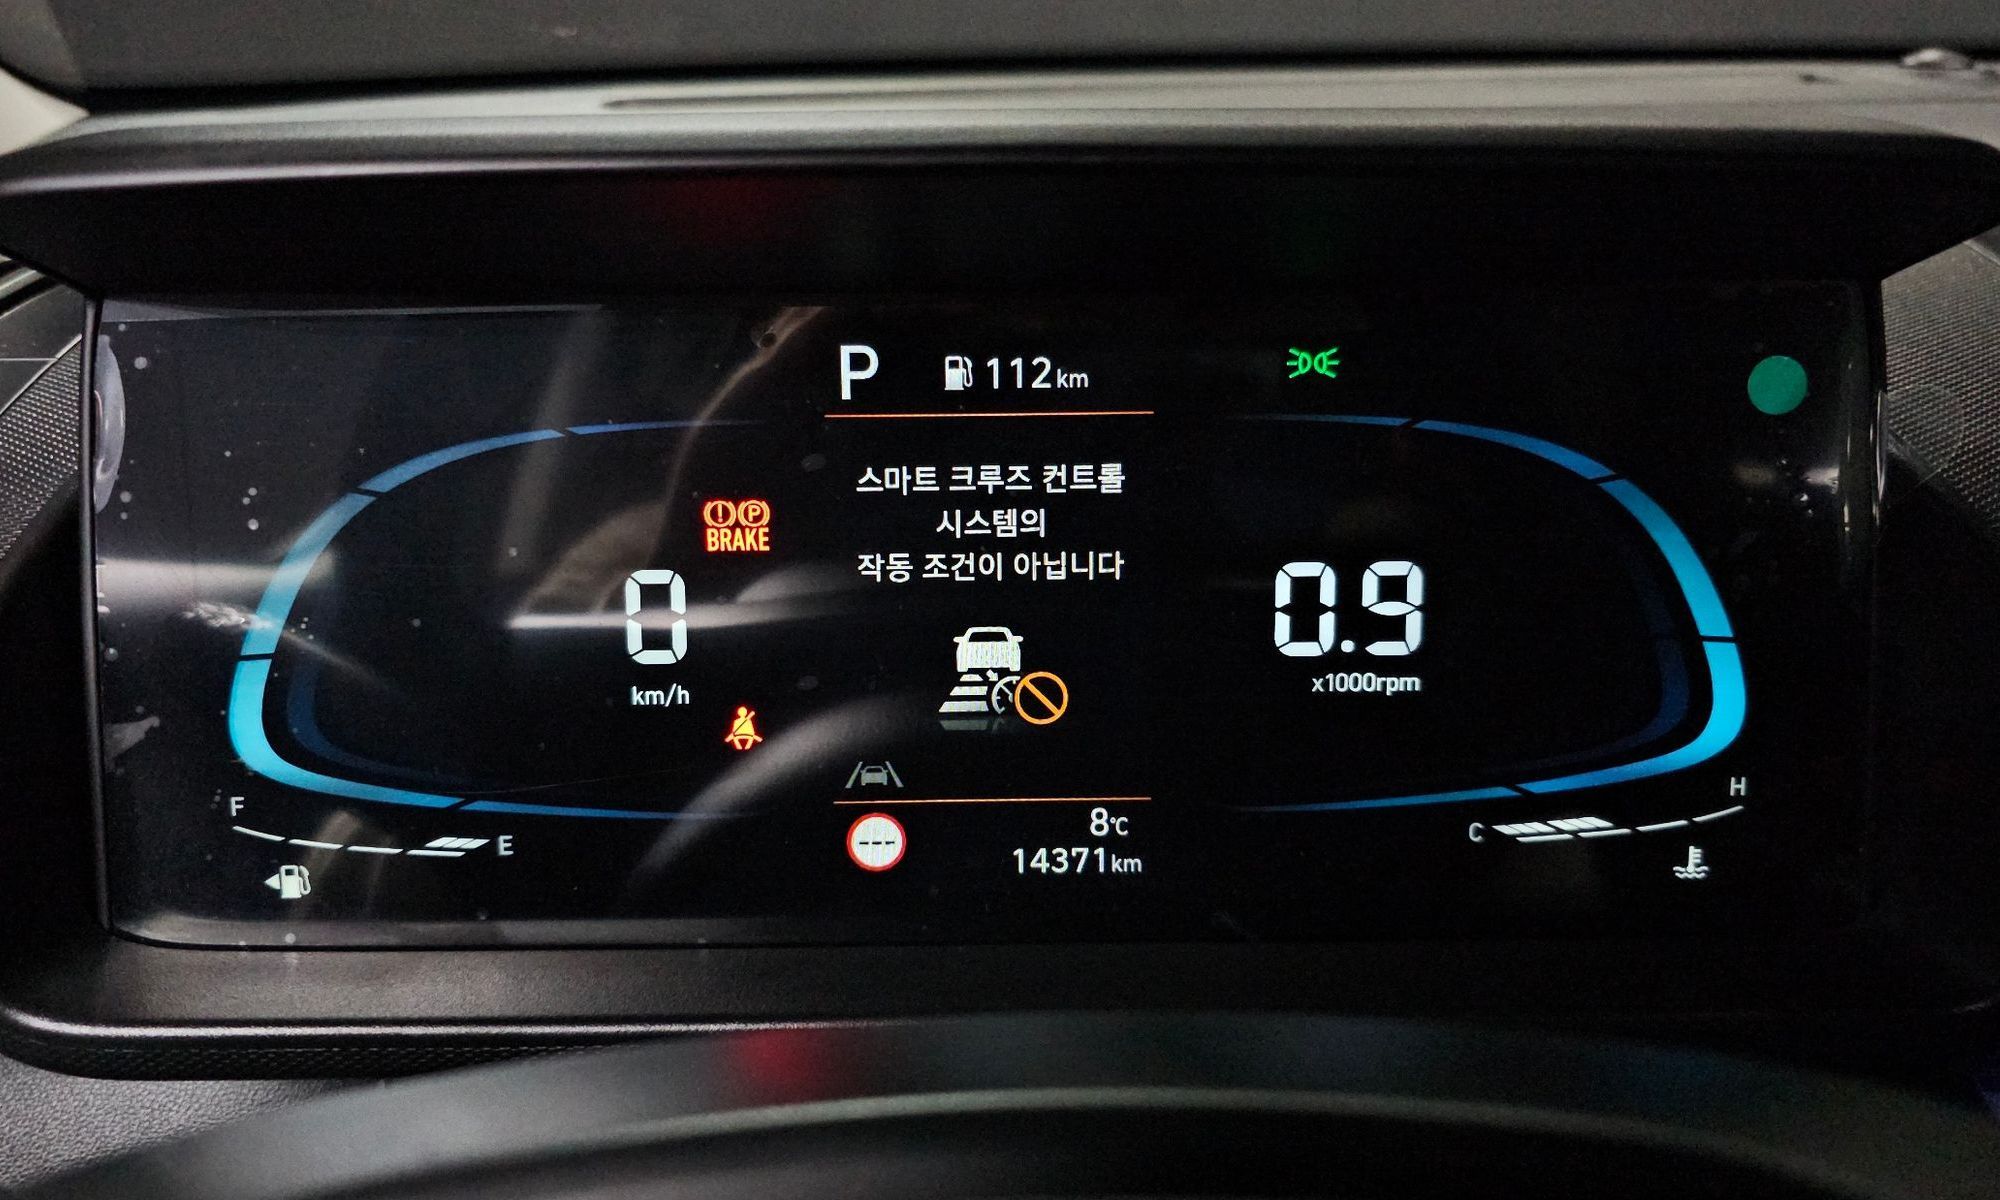 P 112km
스마트 크루즈 컨트롤
시스템의
작동 조건이 아닙니다
(!) (P)
BRAKE
0
km/h
0.9
x1000rpm
F
E
C
H
8℃
14371km